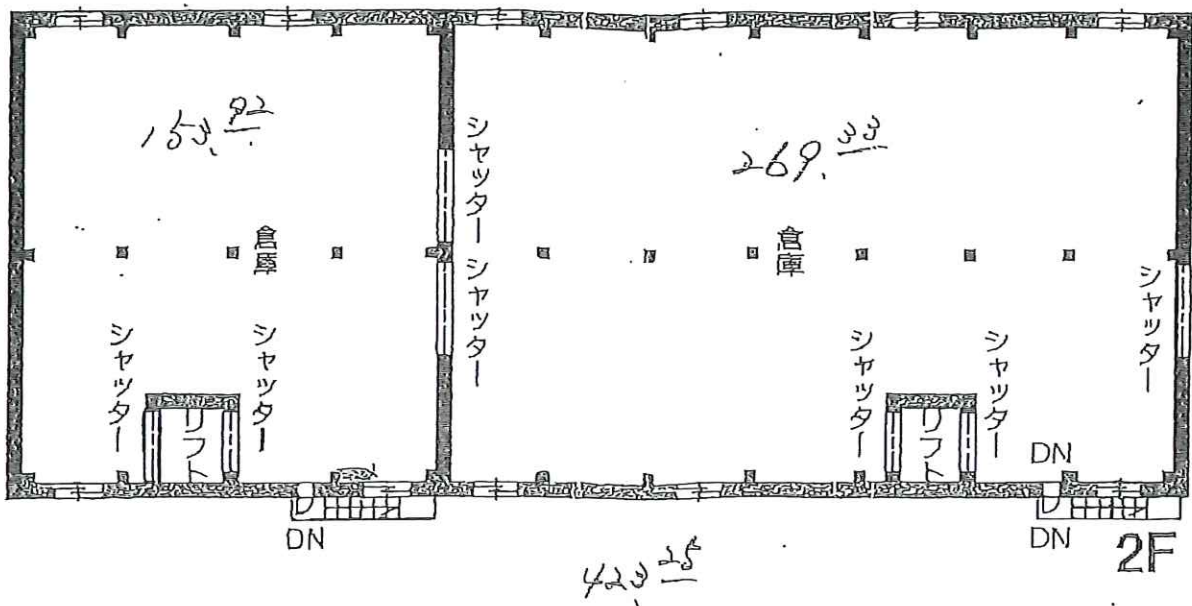 153.92
269.33
シャッター
シャッター
倉庫
倉庫
シャッター
シャッター
シャッター
シャッター
シャッター
リフト
リフト
DN
DN
DN
2F
423.25